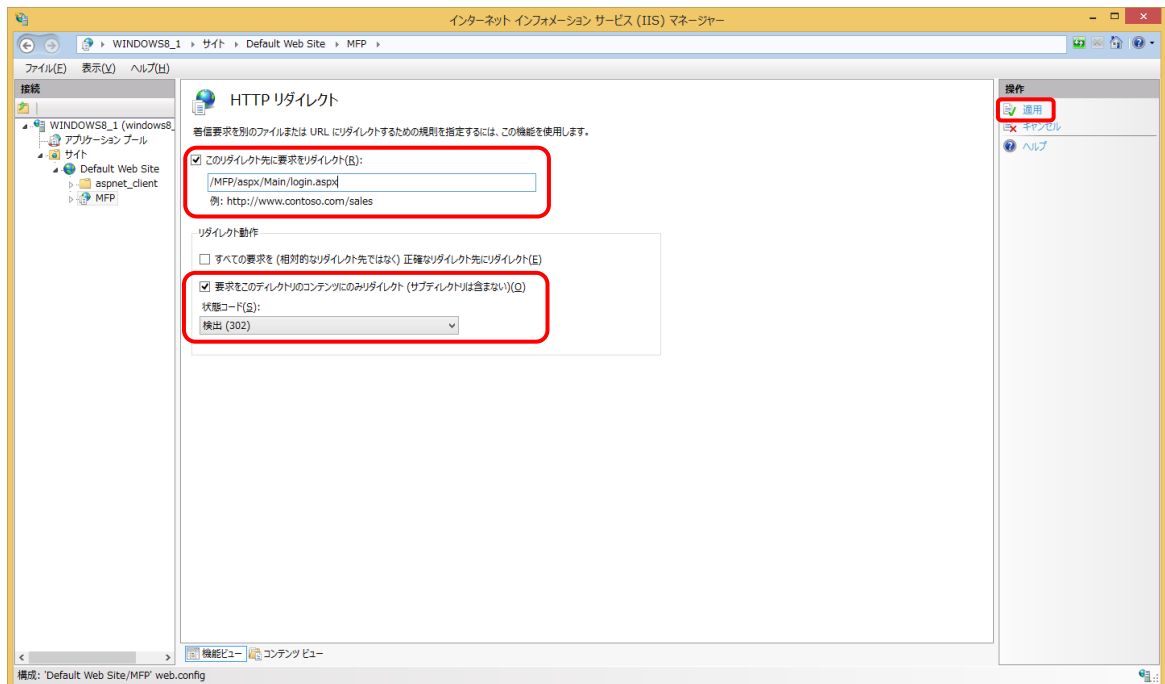 インターネット インフォメーション サービス (IIS) マネージャー
WINDOWS8_1 サイト Default Web Site MFP
ファイル(F) 表示(V) ヘルプ(H)
接続
WINDOWS8_1 (windows8_
アプリケーション プール
サイト
Default Web Site
aspnet_client
MFP
HTTP リダイレクト
着信要求を別のファイルまたは URL にリダイレクトするための規則を指定するには、この機能を使用します。
このリダイレクト先に要求をリダイレクト(R):
/MFP/aspx/Main/login.aspx
例: http://www.contoso.com/sales
リダイレクト動作
すべての要求を (相対的なリダイレクト先ではなく) 正確なリダイレクト先にリダイレクト(E)
要求をこのディレクトリのコンテンツにのみリダイレクト (サブディレクトリは含まない)(O)
状態コード(S):
検出 (302)
操作
適用
キャンセル
ヘルプ
機能ビュー コンテンツ ビュー
構成: 'Default Web Site/MFP' web.config